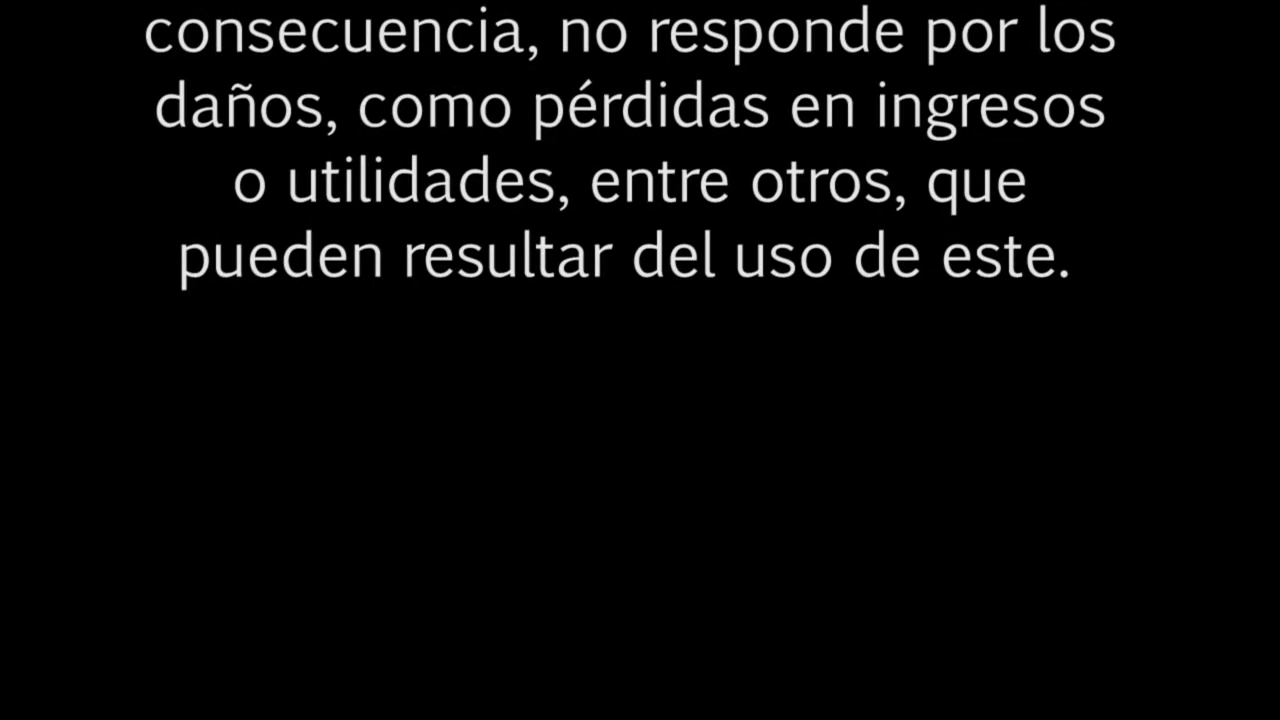 consecuencia, no responde por los
daños, como pérdidas en ingresos
o utilidades, entre otros, que
pueden resultar del uso de este.